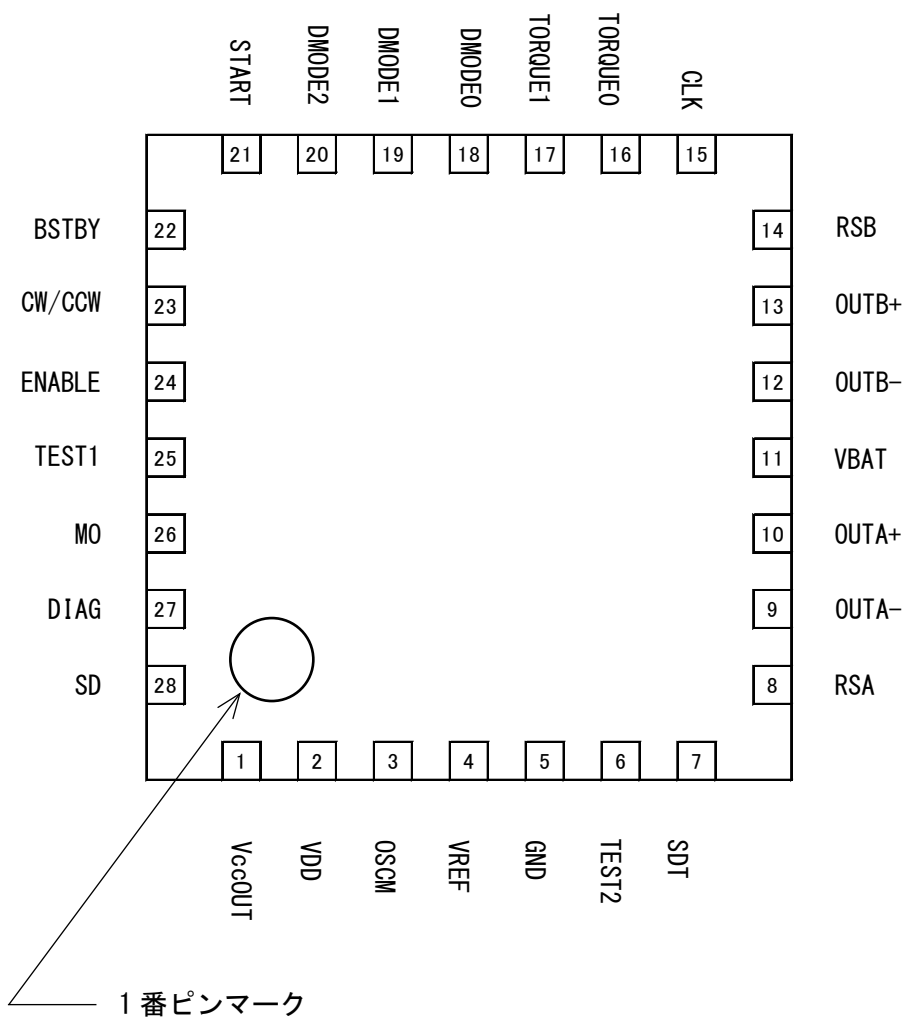 START DMODE2 DMODE1 DMODE0 TORQUE1 TORQUE0 CLK
21 20 19 18 17 16 15
BSTBY 22 14 RSB
CW/CCW 23 13 OUTB+
ENABLE 24 12 OUTB-
TEST1 25 11 VBAT
MO 26 10 OUTA+
DIAG 27 9 OUTA-
SD 28 8 RSA
1 2 3 4 5 6 7
VccOUT VDD OSCM VREF GND TEST2 SDT
1番ピンマーク